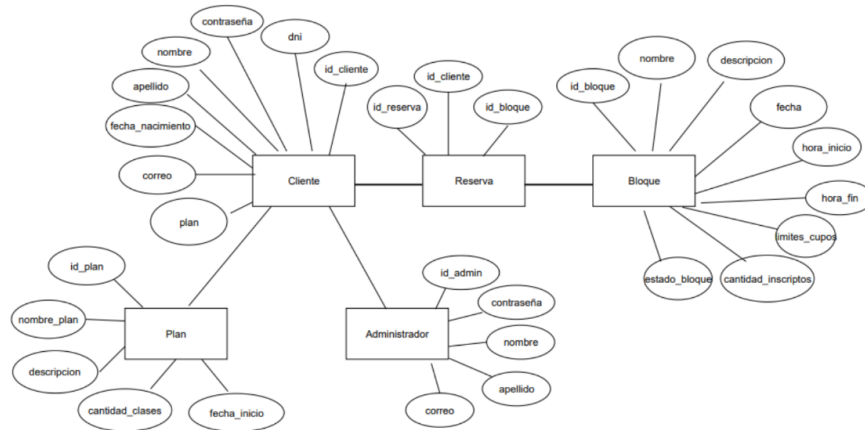 contraseña
dni
nombre
id_cliente
apellido
fecha_nacimiento
correo
plan
Cliente
id_cliente
id_reserva
id_bloque
Reserva
nombre
descripcion
id_bloque
fecha
hora_inicio
hora_fin
imites_cupos
cantidad_inscriptos
estado_bloque
Bloque
id_plan
nombre_plan
descripcion
cantidad_clases
fecha_inicio
Plan
id_admin
contraseña
nombre
apellido
correo
Administrador